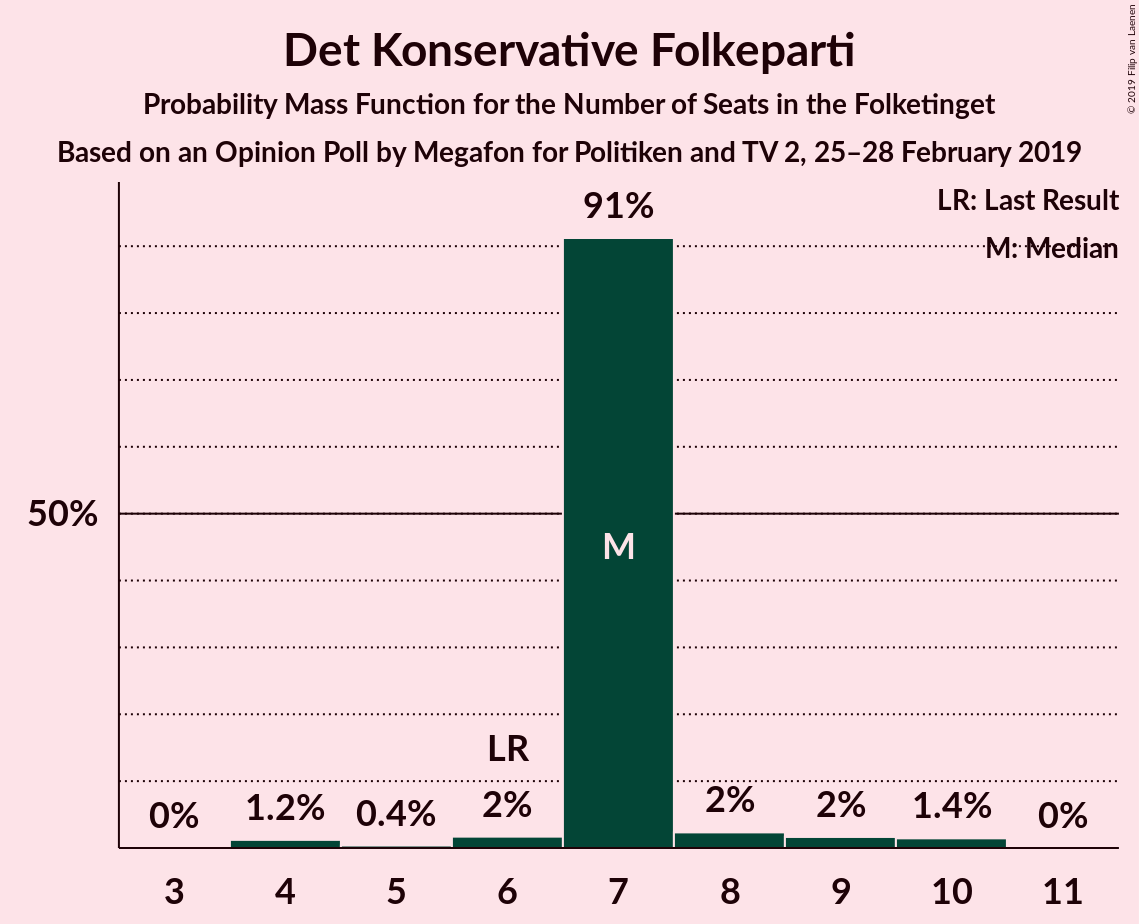 Det Konservative Folkeparti
Probability Mass Function for the Number of Seats in the Folketinget
Based on an Opinion Poll by Megafon for Politiken and TV 2, 25–28 February 2019
© 2019 Filip van Laenen
LR: Last Result
M: Median
91%
50%
M
LR
0%
1.2%
0.4%
2%
2%
2%
1.4%
0%
3 4 5 6 7 8 9 10 11